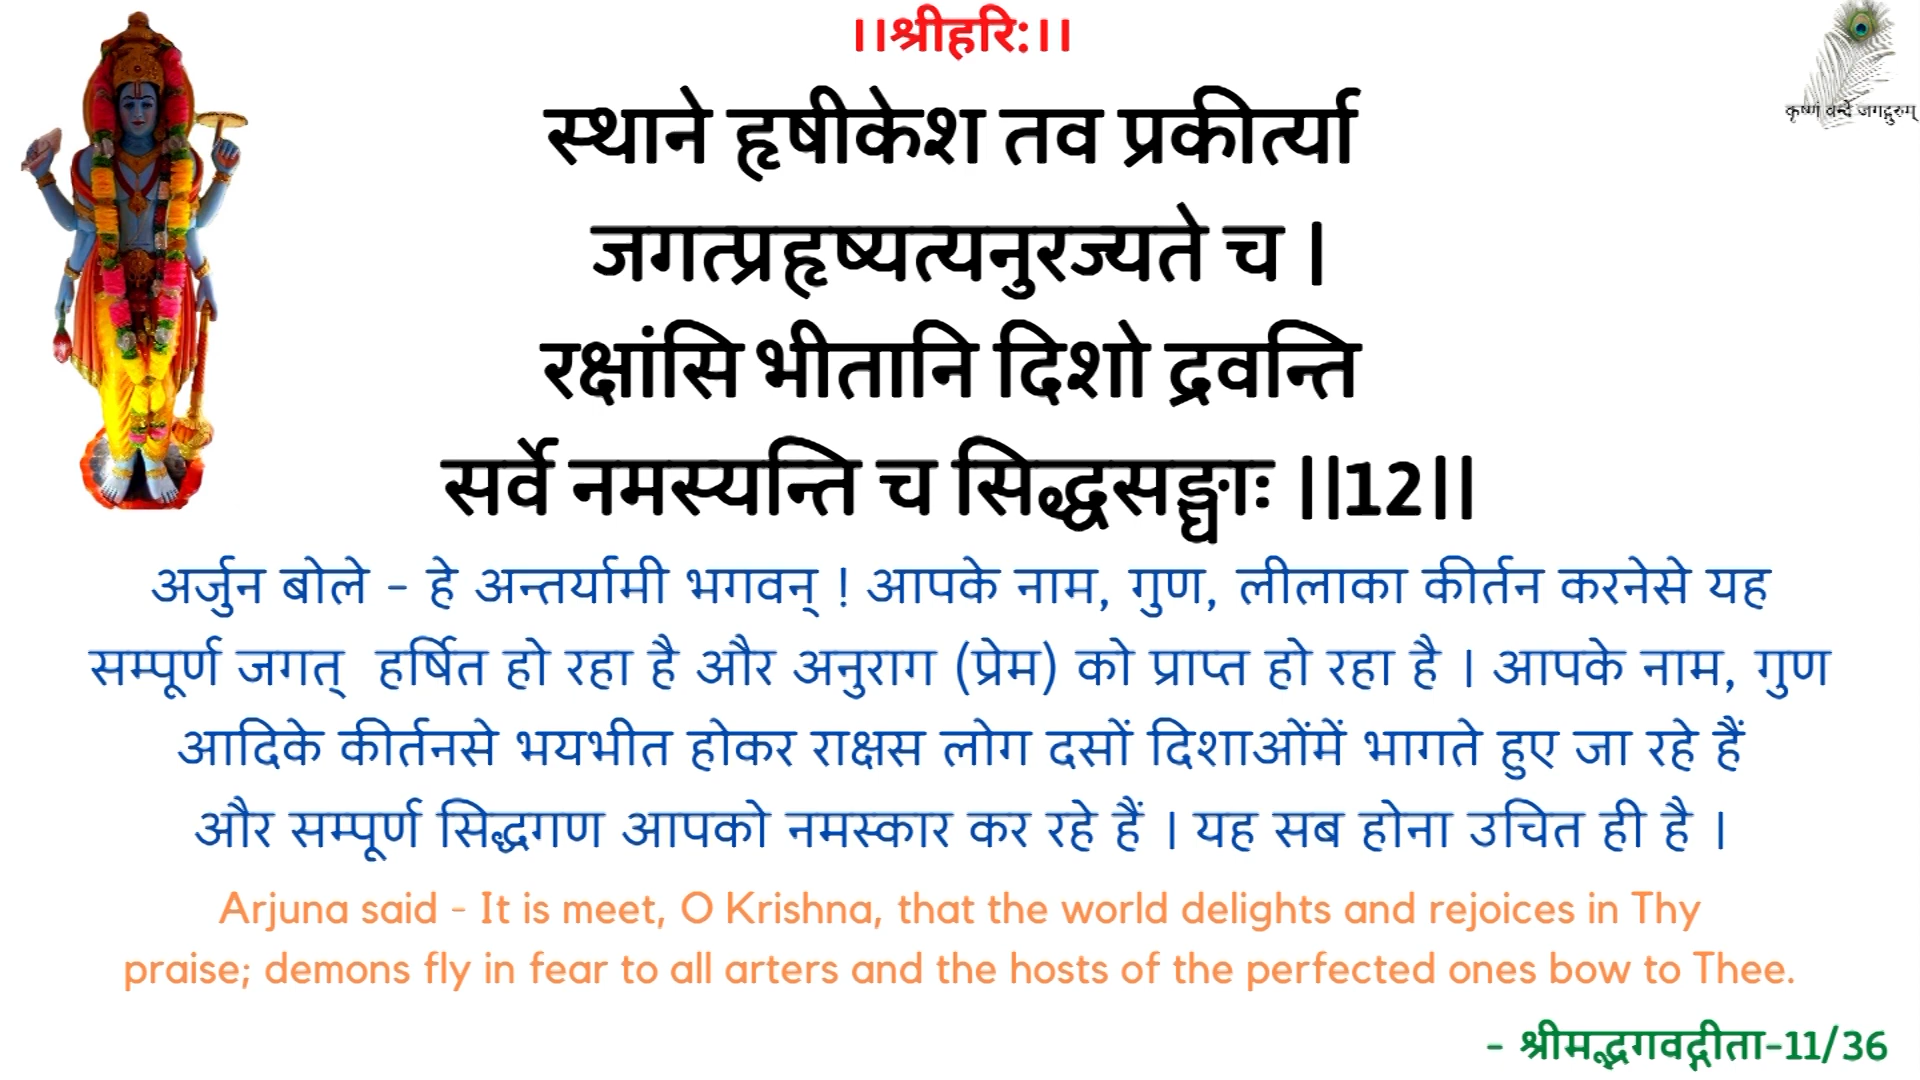 ।।श्रीहरि:।।
कृष्णं वन्दे जगद्गुरुम्
स्थाने हृषीकेश तव प्रकीर्त्या
जगत्प्रहृष्यत्यनुरज्यते च |
रक्षांसि भीतानि दिशो द्रवन्ति
सर्वे नमस्यन्ति च सिद्धसङ्घाः ||12||
अर्जुन बोले - हे अन्तर्यामी भगवन् ! आपके नाम, गुण, लीलाका कीर्तन करनेसे यह
सम्पूर्ण जगत् हर्षित हो रहा है और अनुराग (प्रेम) को प्राप्त हो रहा है । आपके नाम, गुण
आदिके कीर्तनसे भयभीत होकर राक्षस लोग दसों दिशाओंमें भागते हुए जा रहे हैं
और सम्पूर्ण सिद्धगण आपको नमस्कार कर रहे हैं । यह सब होना उचित ही है ।
Arjuna said - It is meet, O Krishna, that the world delights and rejoices in Thy
praise; demons fly in fear to all arters and the hosts of the perfected ones bow to Thee.
- श्रीमद्भगवद्गीता-11/36